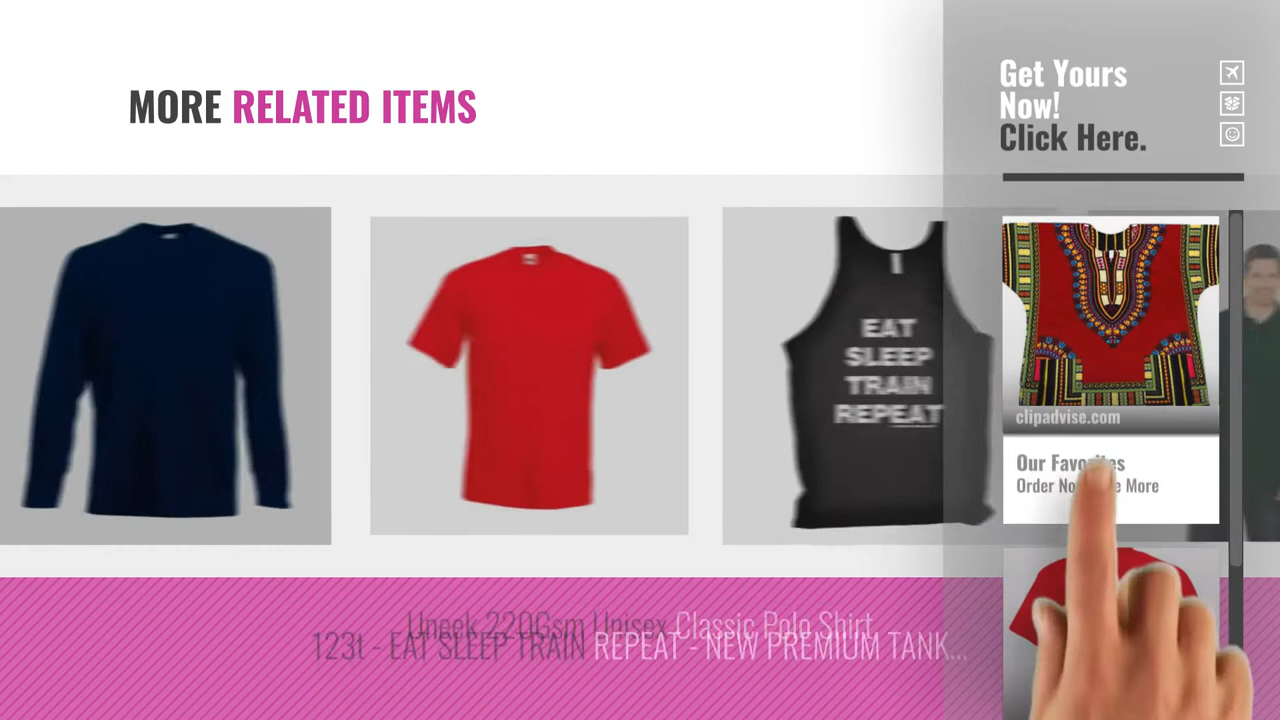 MORE RELATED ITEMS
Get Yours
Now!
Click Here.
EAT
SLEEP
TRAIN
REPEAT
clipadvise.com
Our Favorites
Order No e More
Uneek 220Gsm Unisex Classic Polo Shirt
123t - EAT SLEEP TRAIN REPEAT - NEW PREMIUM TANK...